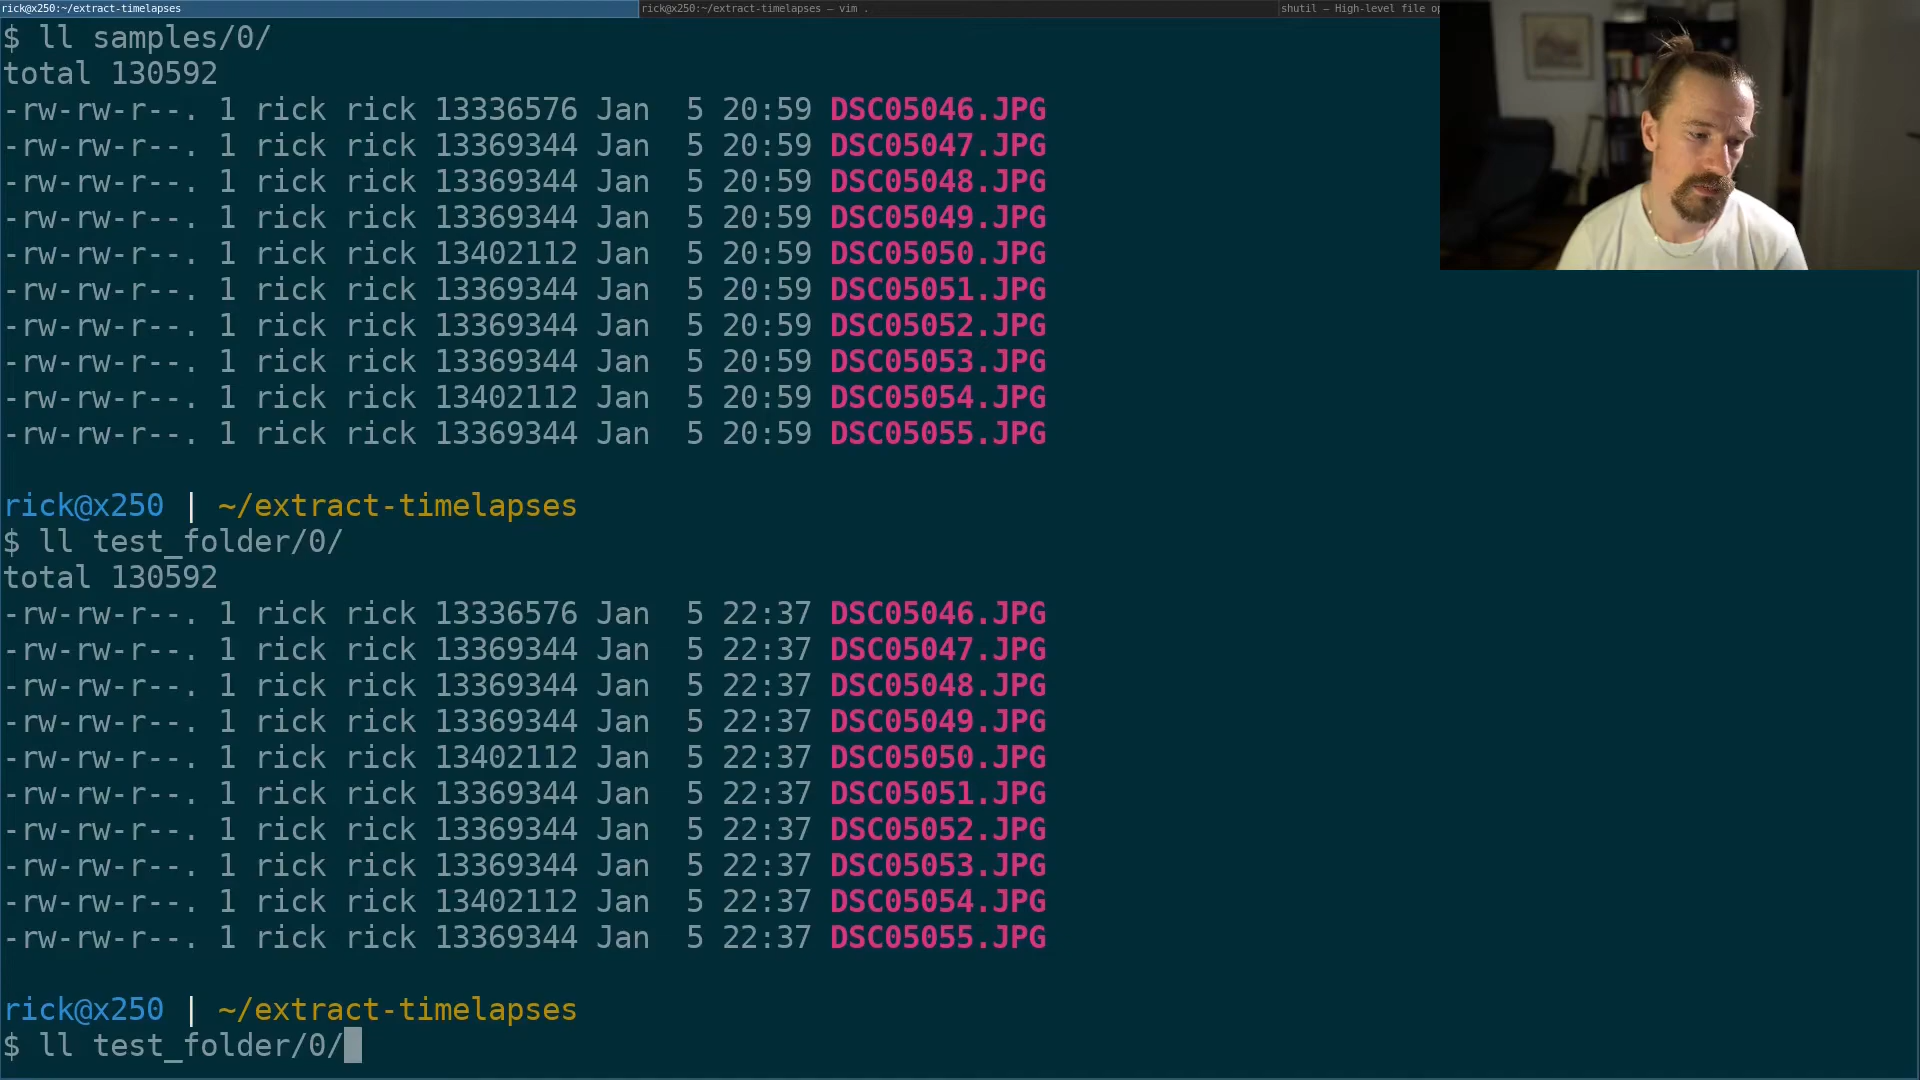 rick@x250:~/extract-timelapses
rick@x250:~/extract-timelapses — vim .
shutil — High-level file op
$ ll samples/0/
total 130592
-rw-rw-r--. 1 rick rick 13336576 Jan  5 20:59 DSC05046.JPG
-rw-rw-r--. 1 rick rick 13369344 Jan  5 20:59 DSC05047.JPG
-rw-rw-r--. 1 rick rick 13369344 Jan  5 20:59 DSC05048.JPG
-rw-rw-r--. 1 rick rick 13369344 Jan  5 20:59 DSC05049.JPG
-rw-rw-r--. 1 rick rick 13402112 Jan  5 20:59 DSC05050.JPG
-rw-rw-r--. 1 rick rick 13369344 Jan  5 20:59 DSC05051.JPG
-rw-rw-r--. 1 rick rick 13369344 Jan  5 20:59 DSC05052.JPG
-rw-rw-r--. 1 rick rick 13369344 Jan  5 20:59 DSC05053.JPG
-rw-rw-r--. 1 rick rick 13402112 Jan  5 20:59 DSC05054.JPG
-rw-rw-r--. 1 rick rick 13369344 Jan  5 20:59 DSC05055.JPG
rick@x250 | ~/extract-timelapses
$ ll test_folder/0/
total 130592
-rw-rw-r--. 1 rick rick 13336576 Jan  5 22:37 DSC05046.JPG
-rw-rw-r--. 1 rick rick 13369344 Jan  5 22:37 DSC05047.JPG
-rw-rw-r--. 1 rick rick 13369344 Jan  5 22:37 DSC05048.JPG
-rw-rw-r--. 1 rick rick 13369344 Jan  5 22:37 DSC05049.JPG
-rw-rw-r--. 1 rick rick 13402112 Jan  5 22:37 DSC05050.JPG
-rw-rw-r--. 1 rick rick 13369344 Jan  5 22:37 DSC05051.JPG
-rw-rw-r--. 1 rick rick 13369344 Jan  5 22:37 DSC05052.JPG
-rw-rw-r--. 1 rick rick 13369344 Jan  5 22:37 DSC05053.JPG
-rw-rw-r--. 1 rick rick 13402112 Jan  5 22:37 DSC05054.JPG
-rw-rw-r--. 1 rick rick 13369344 Jan  5 22:37 DSC05055.JPG
rick@x250 | ~/extract-timelapses
$ ll test_folder/0/